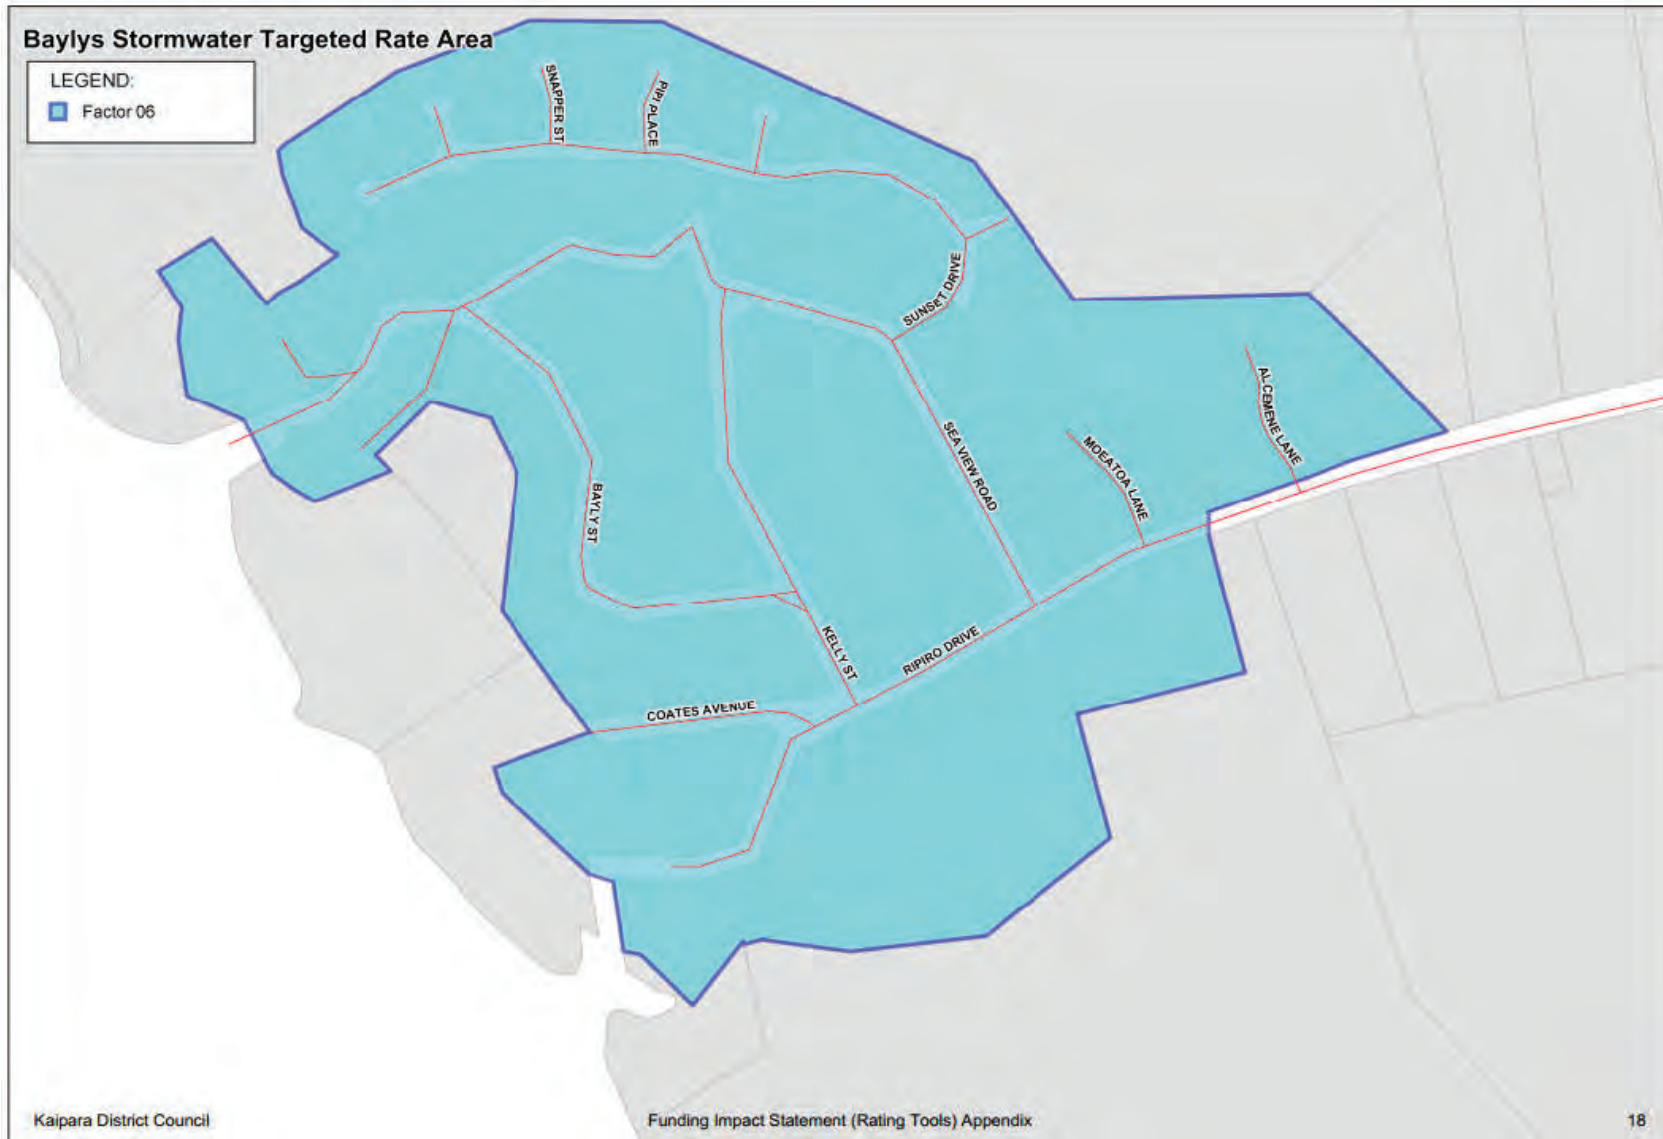 Baylys Stormwater Targeted Rate Area
LEGEND:
Factor 06
SNAPPER ST
PIPI PLACE
SUNSET DRIVE
ALCEMENE LANE
SEA VIEW ROAD
MOEATOA LANE
BAYLY ST
KELLY ST
RIPIRO DRIVE
COATES AVENUE
Kaipara District Council
Funding Impact Statement (Rating Tools) Appendix
18